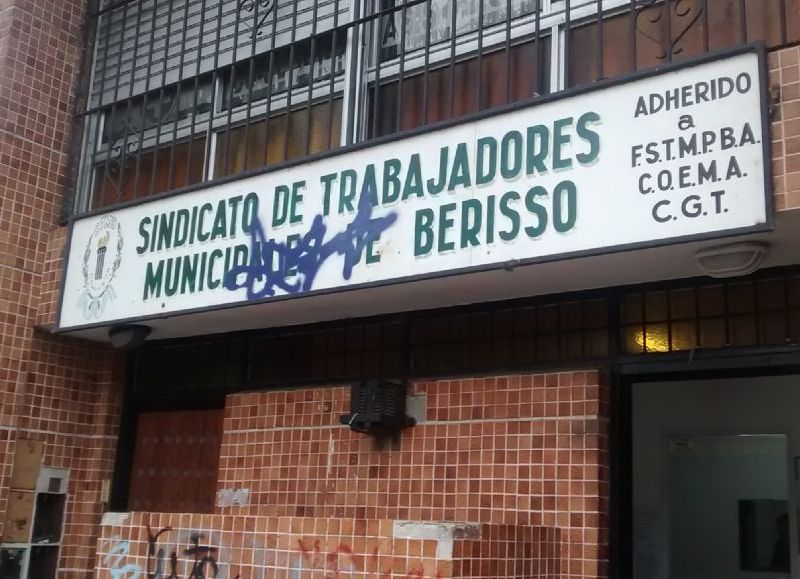 SINDICATO DE TRABAJADORES
MUNICIPALES DE BERISSO
ADHERIDO
a
F.S.T.M.P.B.A.
C.O.E.M.A.
C.G.T.